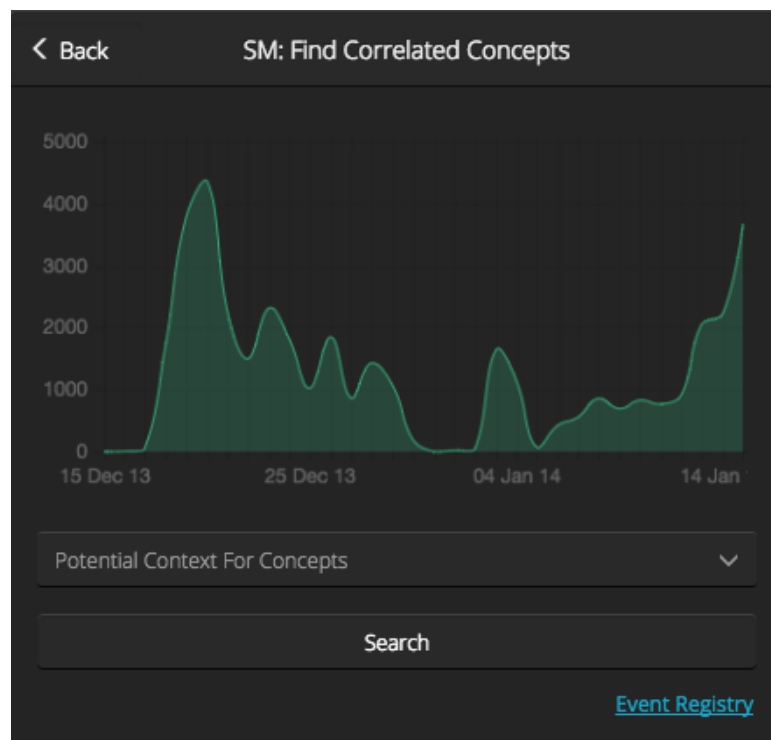 Back
SM: Find Correlated Concepts
5000
4000
3000
2000
1000
0
15 Dec 13 25 Dec 13 04 Jan 14 14 Jan
Potential Context For Concepts
Search
Event Registry